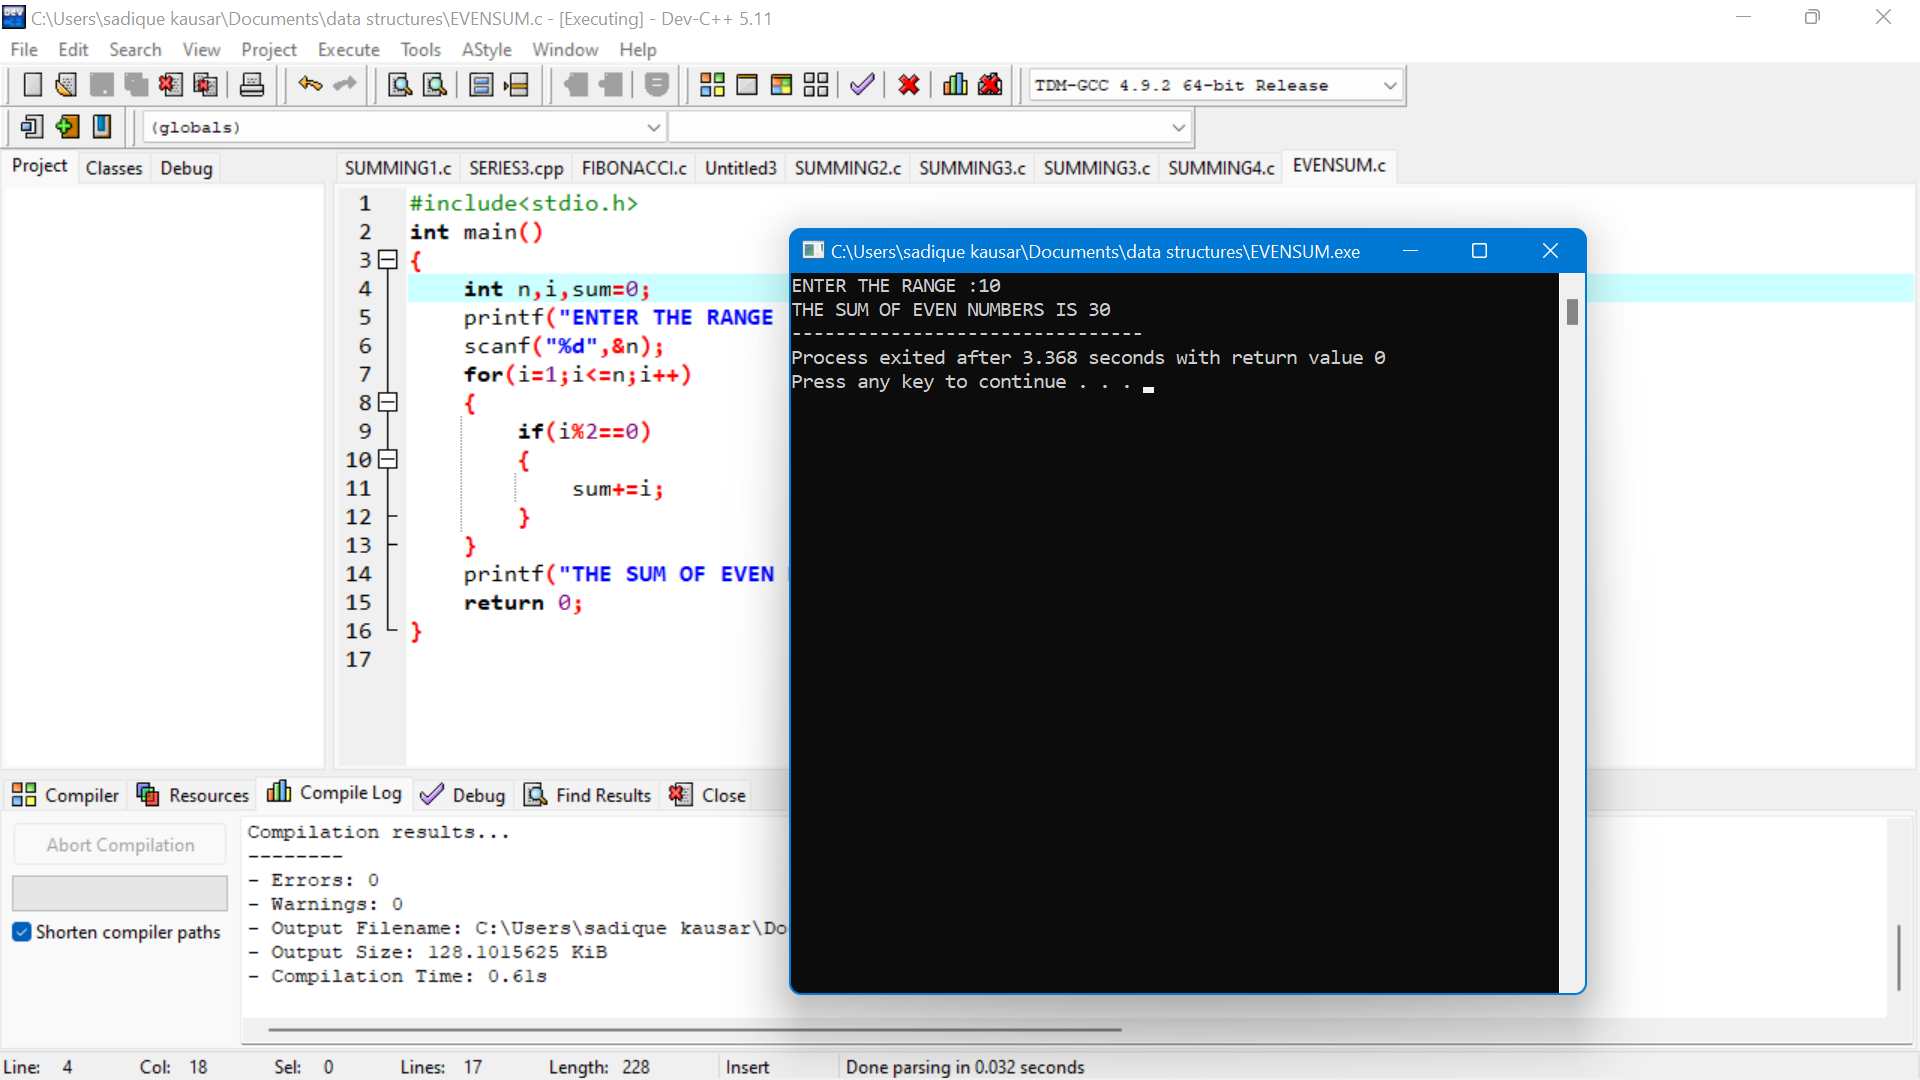 C:\Users\sadique kausar\Documents\data structures\EVENSUM.c - [Executing] - Dev-C++ 5.11
File Edit Search View Project Execute Tools AStyle Window Help
TDM-GCC 4.9.2 64-bit Release
(globals)
Project Classes Debug
SUMMING1.c SERIES3.cpp FIBONACCI.c Untitled3 SUMMING2.c SUMMING3.c SUMMING3.c SUMMING4.c EVENSUM.c
1 #include<stdio.h>
2 int main()
3 {
4 int n,i,sum=0;
5 printf("ENTER THE RANGE
6 scanf("%d",&n);
7 for(i=1;i<=n;i++)
8 {
9 if(i%2==0)
10 {
11 sum+=i;
12 }
13 }
14 printf("THE SUM OF EVEN
15 return 0;
16 }
17
C:\Users\sadique kausar\Documents\data structures\EVENSUM.exe
ENTER THE RANGE :10
THE SUM OF EVEN NUMBERS IS 30
--------------------------------
Process exited after 3.368 seconds with return value 0
Press any key to continue . . .
Compiler Resources Compile Log Debug Find Results Close
Abort Compilation
Shorten compiler paths
Compilation results...
--------
- Errors: 0
- Warnings: 0
- Output Filename: C:\Users\sadique kausar\Do
- Output Size: 128.1015625 KiB
- Compilation Time: 0.61s
Line: 4 Col: 18 Sel: 0 Lines: 17 Length: 228 Insert Done parsing in 0.032 seconds